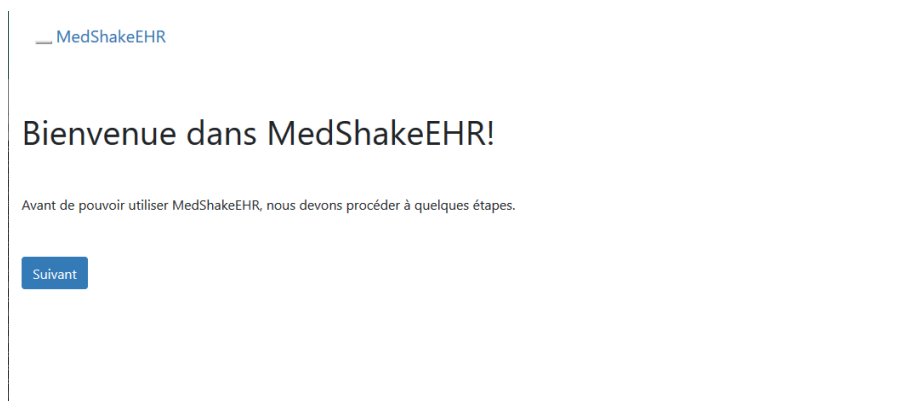 MedShakeEHR
Bienvenue dans MedShakeEHR!
Avant de pouvoir utiliser MedShakeEHR, nous devons procéder à quelques étapes.
Suivant